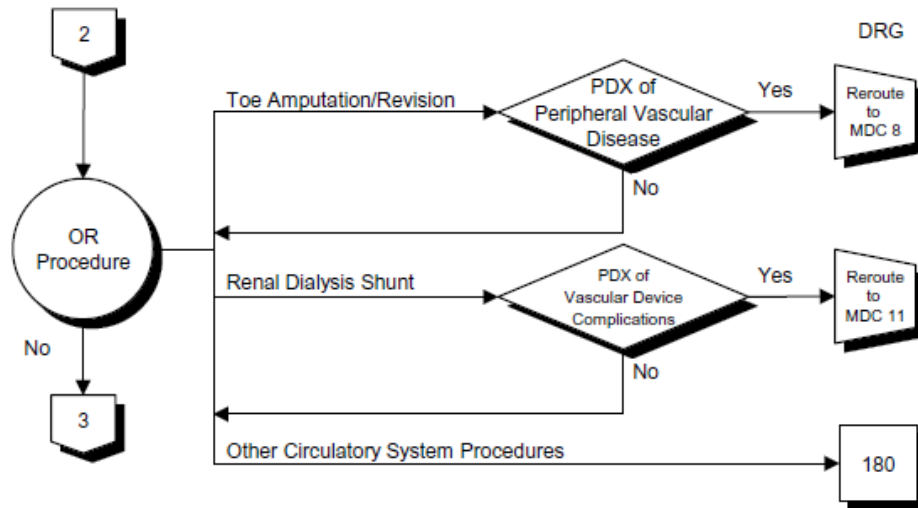 2
DRG
Toe Amputation/Revision
PDX of
Peripheral Vascular
Disease
Yes
Reroute
to
MDC 8
No
OR
Procedure
Renal Dialysis Shunt
PDX of
Vascular Device
Complications
Yes
Reroute
to
MDC 11
No
No
3
Other Circulatory System Procedures
180